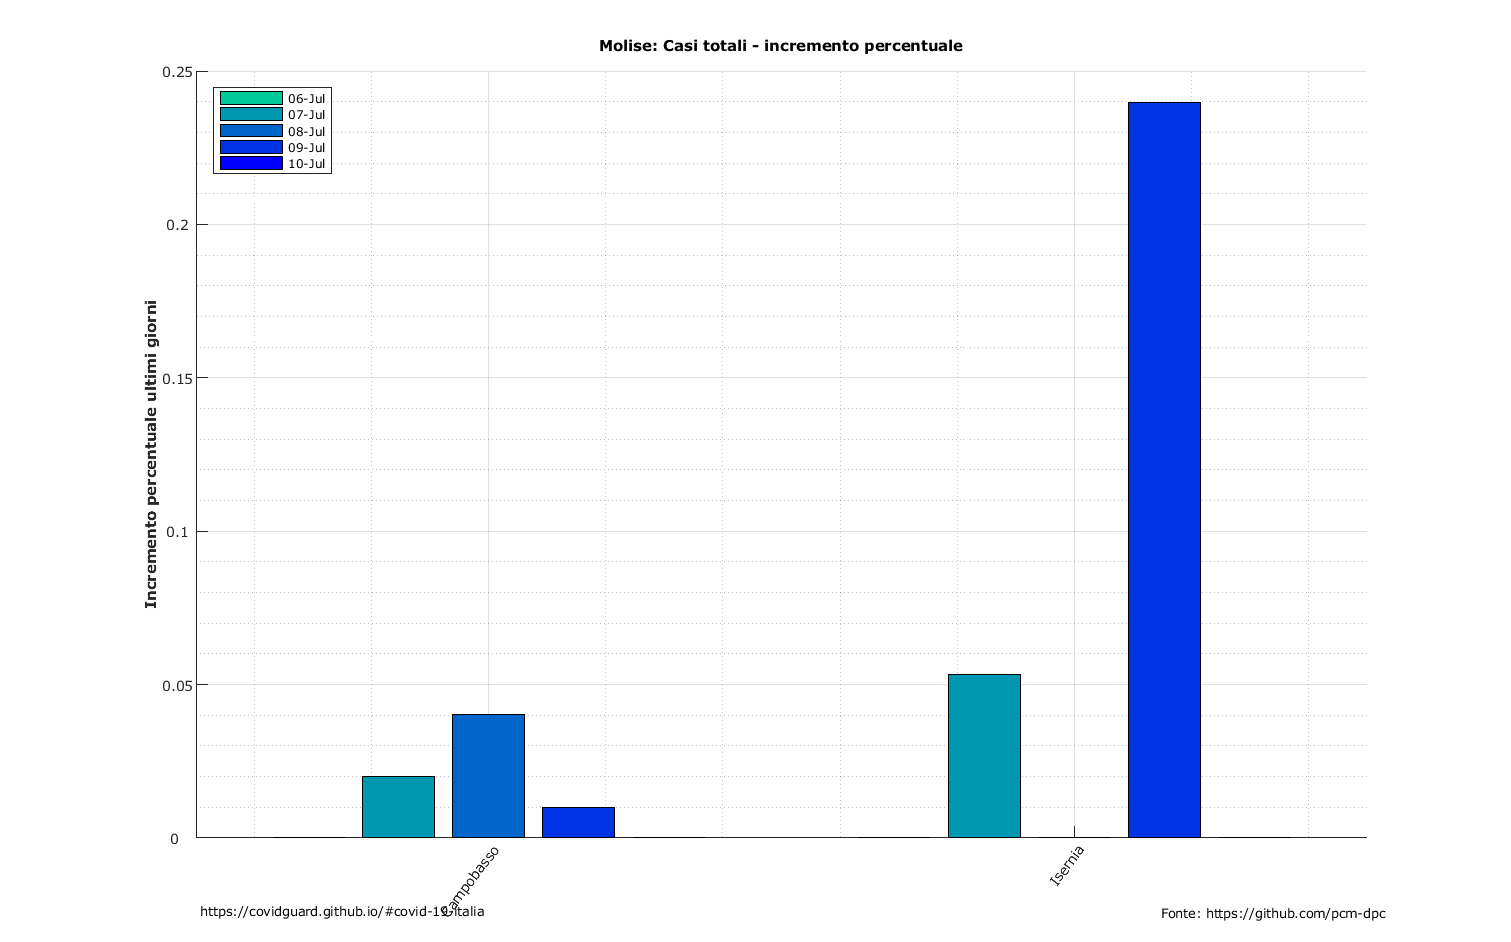 Molise: Casi totali - incremento percentuale
0.25
0.2
0.15
0.1
0.05
0
Incremento percentuale ultimi giorni
06-Jul
07-Jul
08-Jul
09-Jul
10-Jul
Campobasso
Isernia
https://covidguard.github.io/#covid-19-italia
Fonte: https://github.com/pcm-dpc